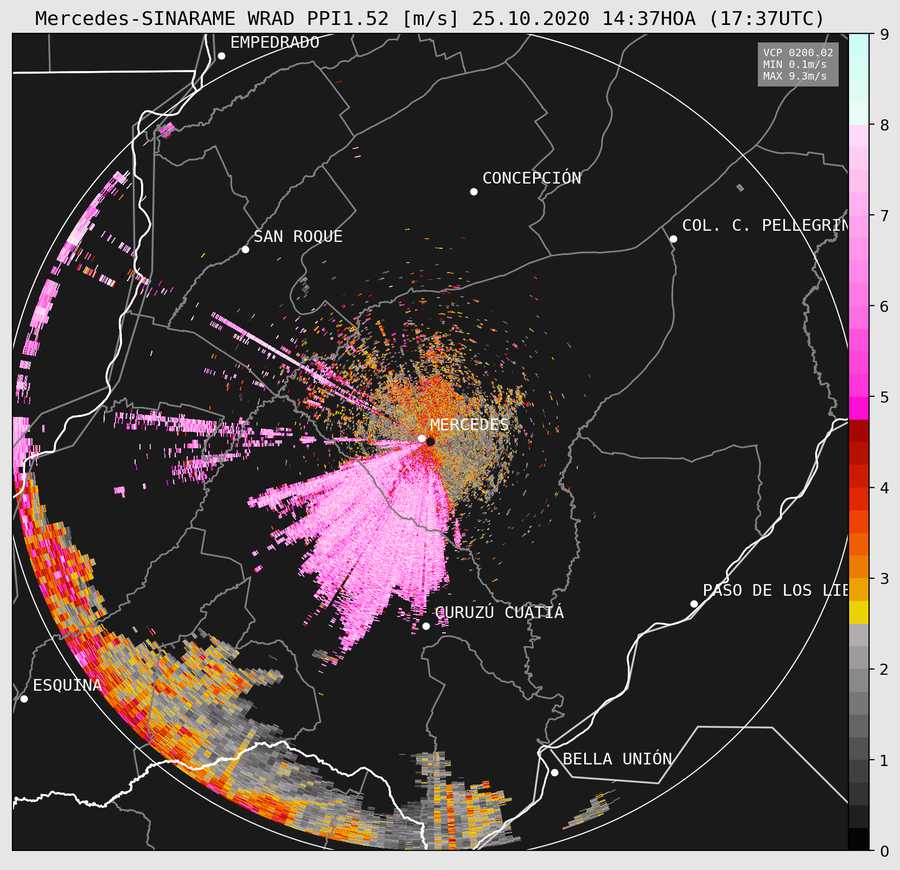 Mercedes-SINARAME WRAD PPI1.52 [m/s] 25.10.2020 14:37HOA (17:37UTC)
EMPEDRADO
VCP 0200.02
MIN 0.1m/s
MAX 9.3m/s
CONCEPCIÓN
SAN ROQUE
COL. C. PELLEGRIN
MERCEDES
PASO DE LOS LIE
CURUZÚ CUATIÁ
ESQUINA
BELLA UNIÓN
9
8
7
6
5
4
3
2
1
0